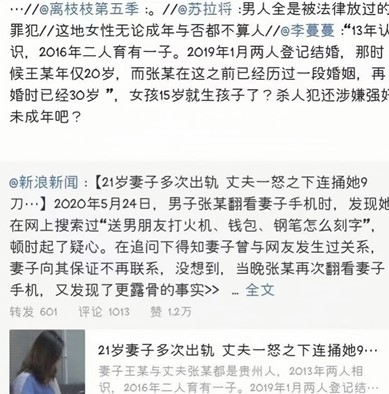 …//@离枝枝第五季:。//@苏拉将:男人全是被法律放过的
罪犯//这地女性无论成年与否都不算人//@李蔓蔓:“13年认
识，2016年二人育有一子。2019年1月两人登记结婚，那时
候王某年仅20岁，而张某在这之前已经历过一段婚姻，再
婚时已经30岁 ”，女孩15岁就生孩子了？杀人犯还涉嫌强奸
未成年吧？
@新浪新闻:【21岁妻子多次出轨 丈夫一怒之下连捅她9
刀…】2020年5月24日，男子张某翻看妻子手机时，发现她
在网上搜索过“送男朋友打火机、钱包、钢笔怎么刻字”，
顿时起了疑心。在追问下得知妻子曾与网友发生过关系，
妻子向其保证不再联系，没想到，当晚张某再次翻看妻子
手机，又发现了更露骨的事实>> ... 全文
转发 601 评论 1013 赞 1.2万
21岁妻子多次出轨 丈夫一怒之下连捅她9…
妻子王某与丈夫张某都是贵州人，2013年两人相
识，2016年二人育有一子。2019年1月两人登记…